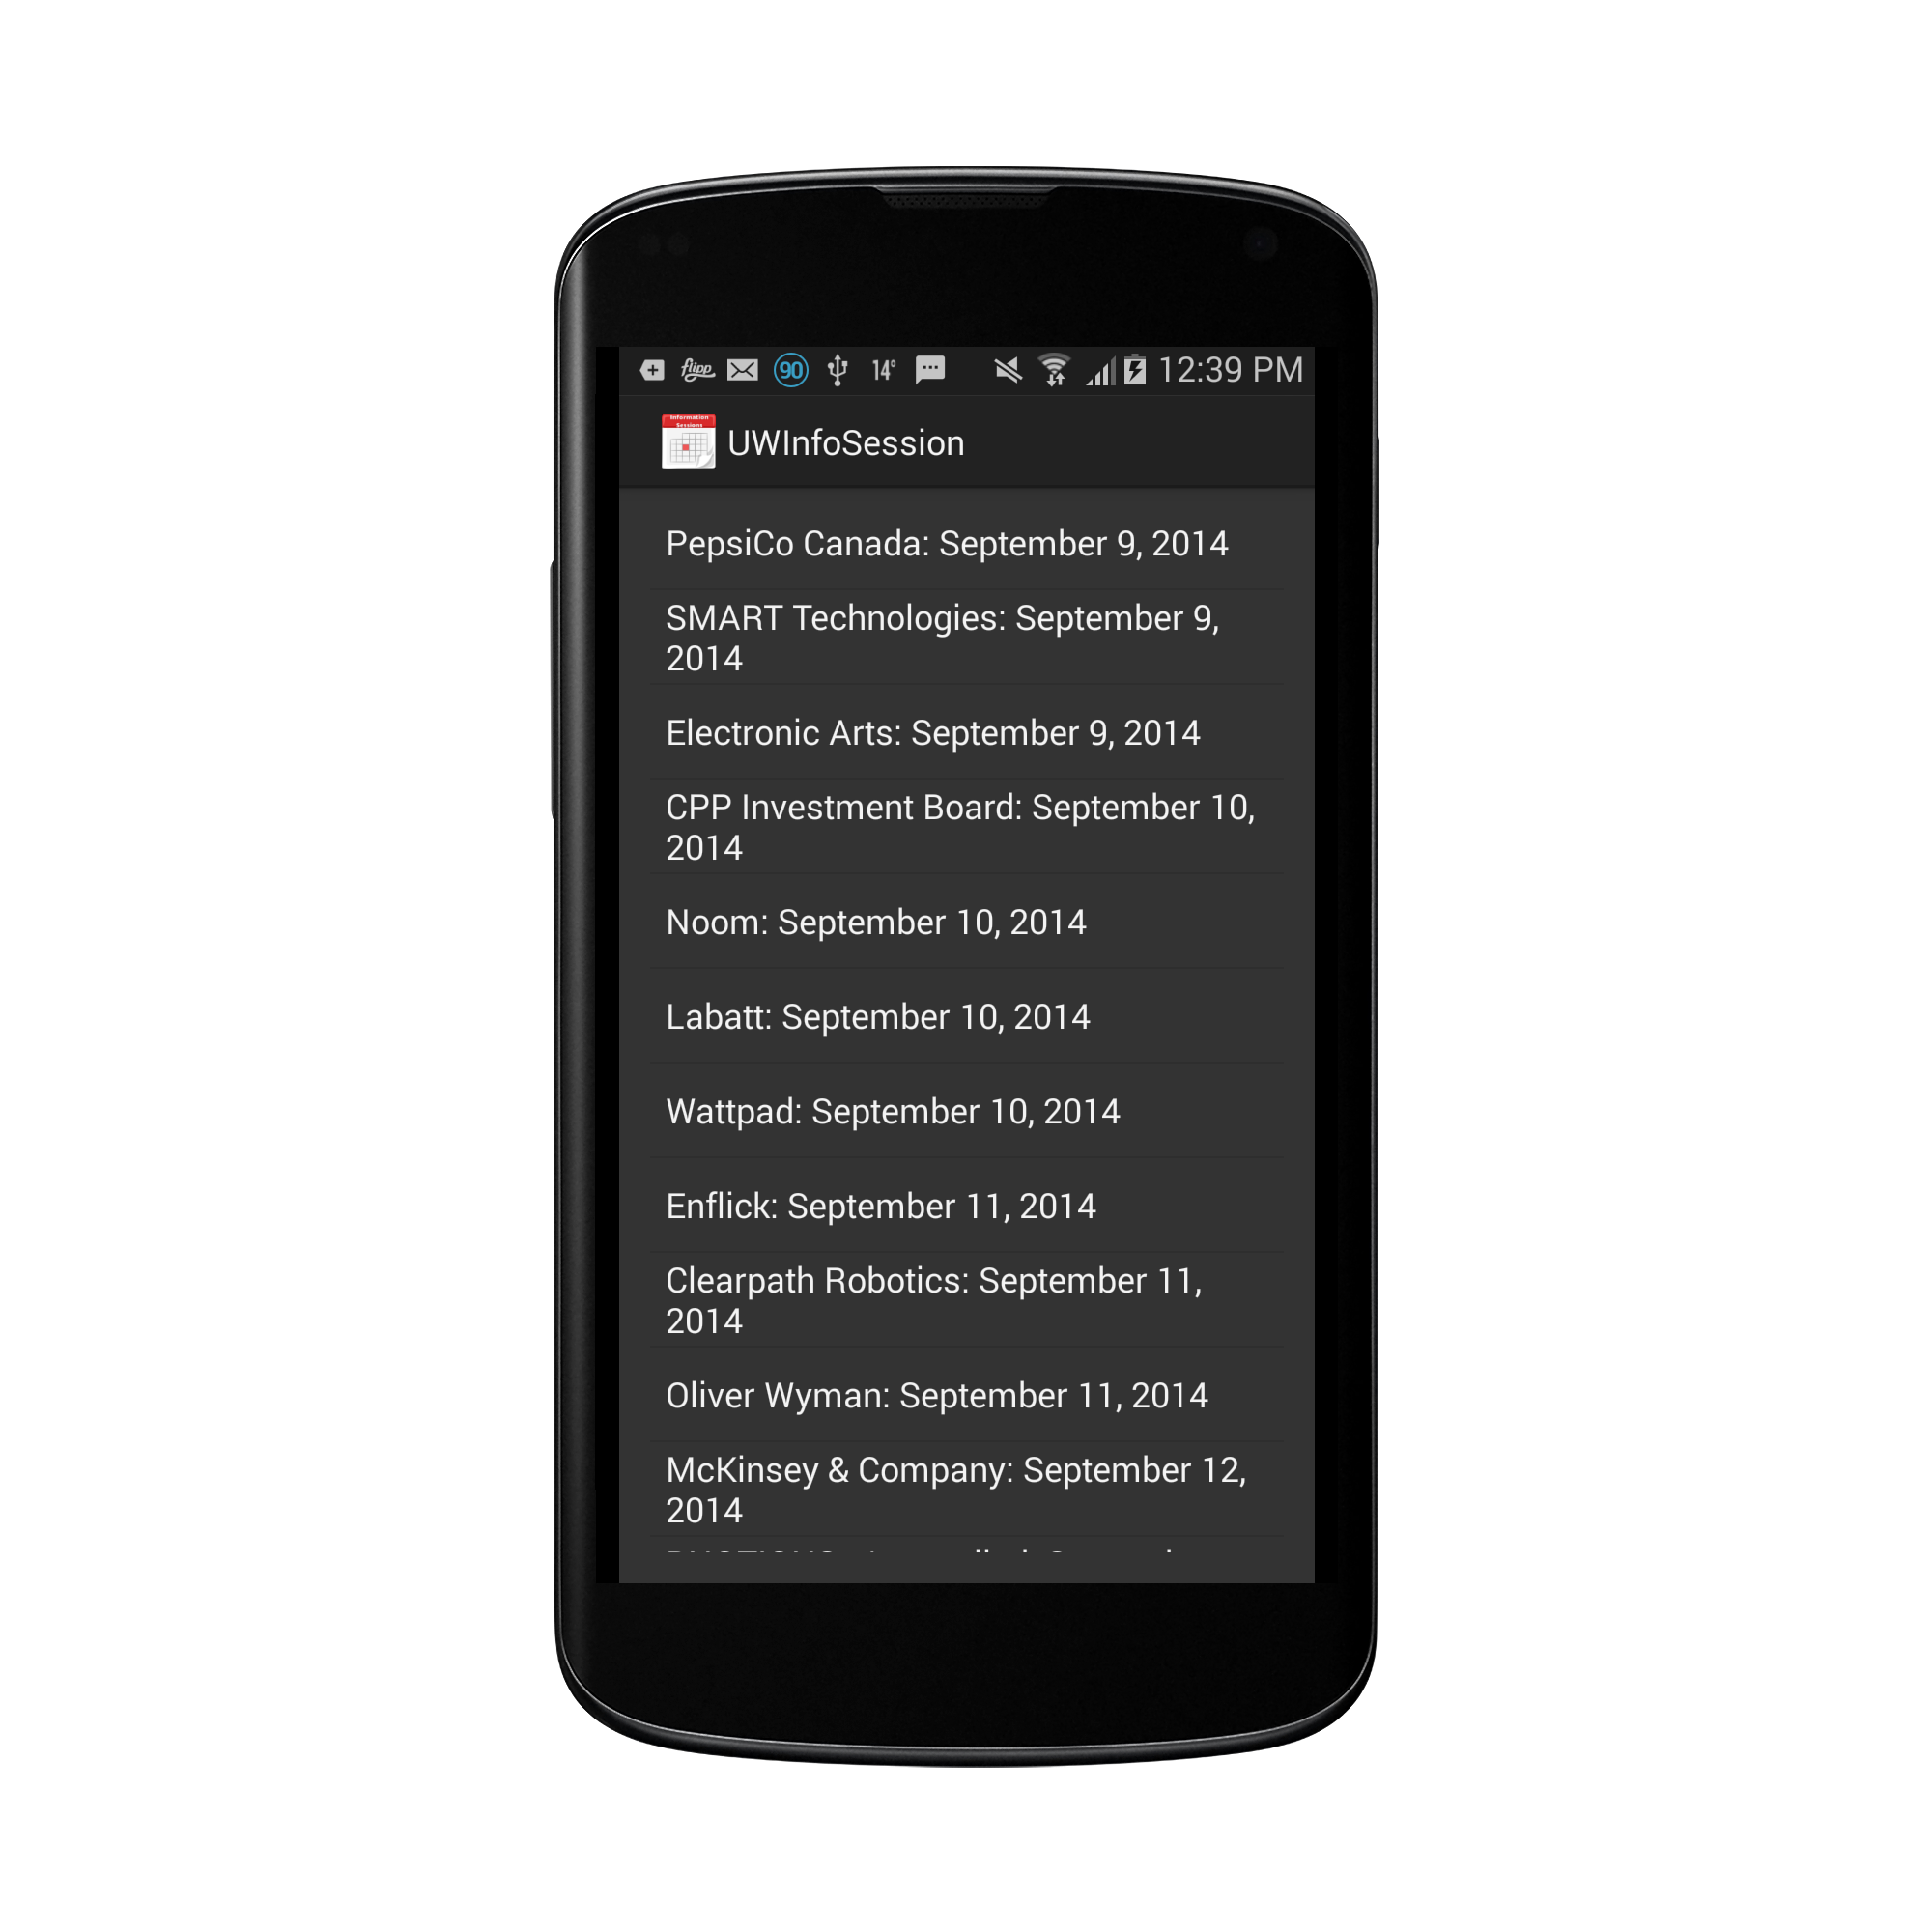 flipp 90 14° 12:39 PM
Information
Sessions
UWInfoSession
PepsiCo Canada: September 9, 2014
SMART Technologies: September 9,
2014
Electronic Arts: September 9, 2014
CPP Investment Board: September 10,
2014
Noom: September 10, 2014
Labatt: September 10, 2014
Wattpad: September 10, 2014
Enflick: September 11, 2014
Clearpath Robotics: September 11,
2014
Oliver Wyman: September 11, 2014
McKinsey & Company: September 12,
2014